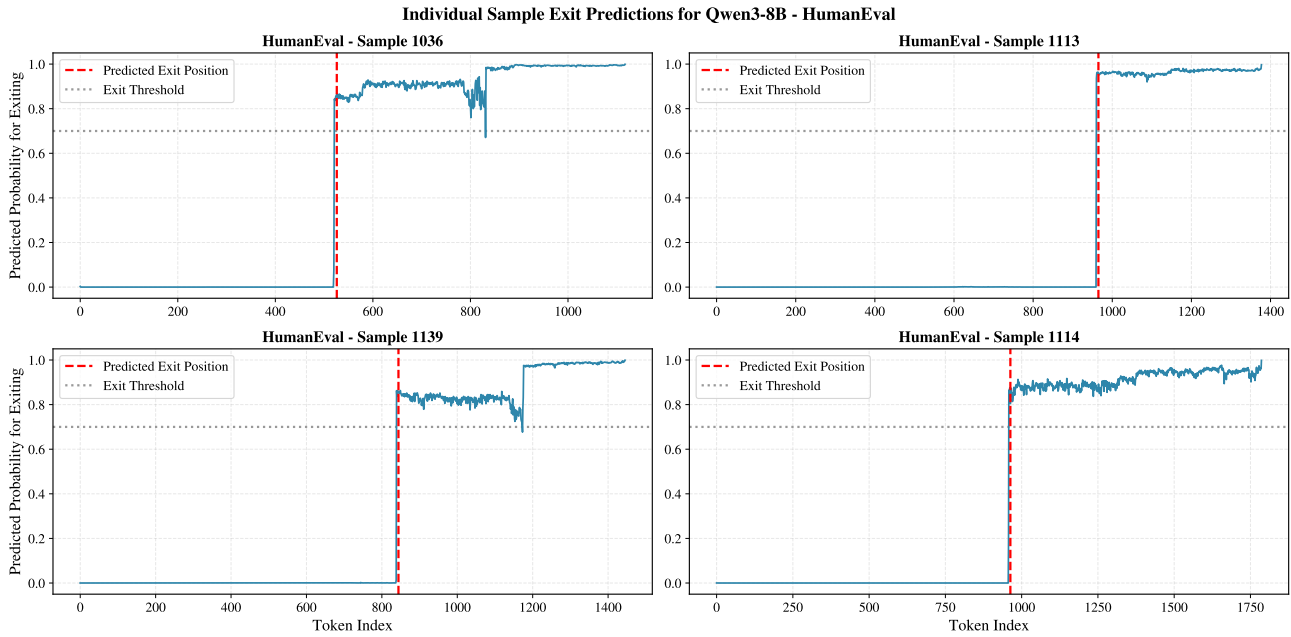 Individual Sample Exit Predictions for Qwen3-8B - HumanEval
HumanEval - Sample 1036
Predicted Probability for Exiting
1.0
0.8
0.6
0.4
0.2
0.0
Predicted Exit Position
Exit Threshold
0 200 400 600 800 1000
HumanEval - Sample 1113
1.0
0.8
0.6
0.4
0.2
0.0
Predicted Exit Position
Exit Threshold
0 200 400 600 800 1000 1200 1400
HumanEval - Sample 1139
Predicted Probability for Exiting
1.0
0.8
0.6
0.4
0.2
0.0
Predicted Exit Position
Exit Threshold
0 200 400 600 800 1000 1200 1400
Token Index
HumanEval - Sample 1114
1.0
0.8
0.6
0.4
0.2
0.0
Predicted Exit Position
Exit Threshold
0 250 500 750 1000 1250 1500 1750
Token Index